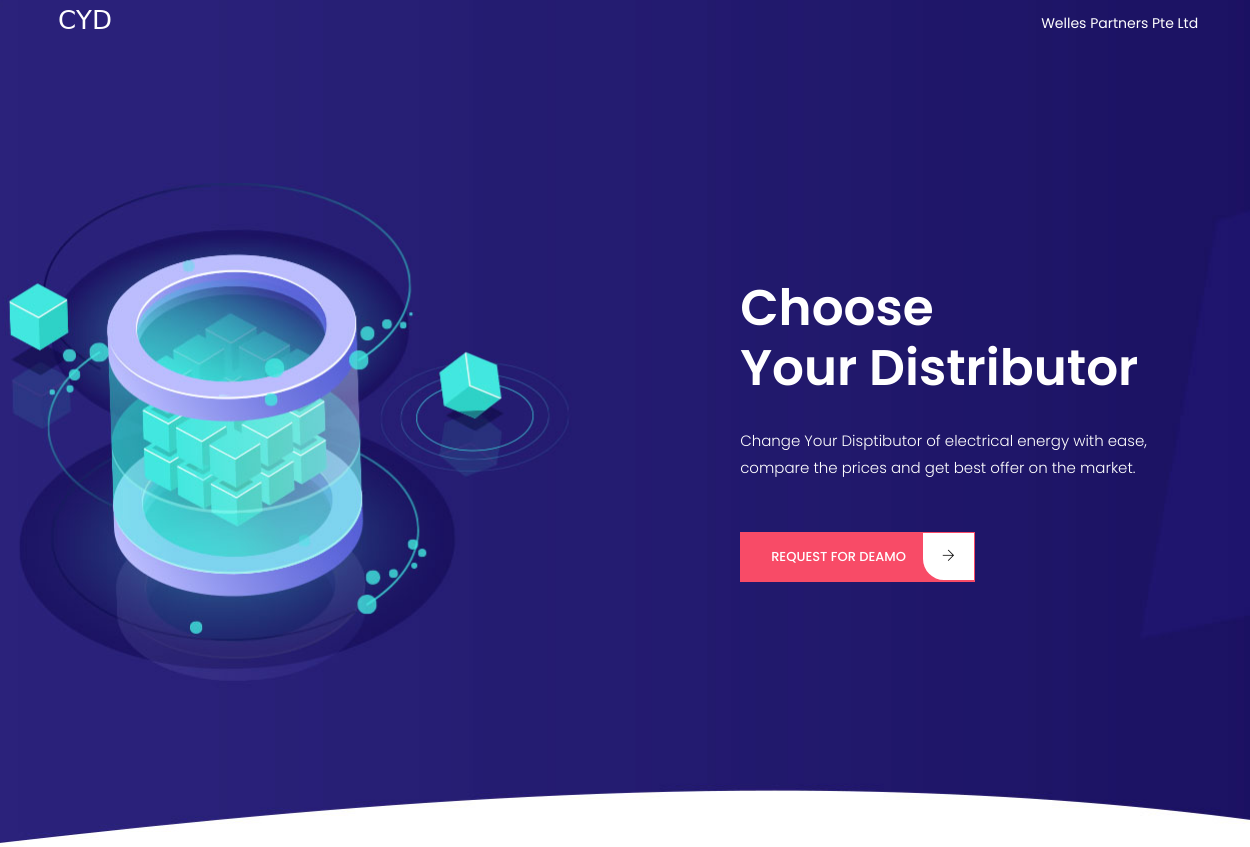 CYD
Welles Partners Pte Ltd
Choose
Your Distributor
Change Your Disptibutor of electrical energy with ease,
compare the prices and get best offer on the market.
REQUEST FOR DEAMO